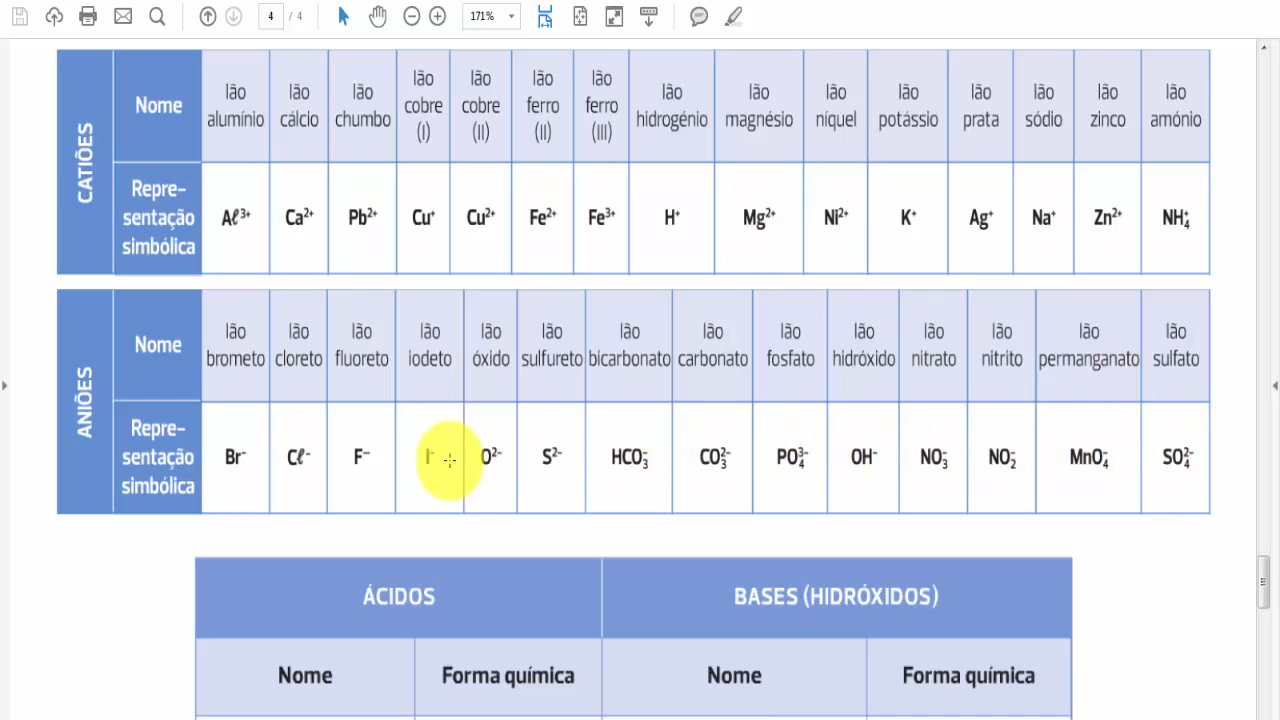 4 / 4 171%
CATIÕES
Nome
Ião alumínio
Ião cálcio
Ião chumbo
Ião cobre (I)
Ião cobre (II)
Ião ferro (II)
Ião ferro (III)
Ião hidrogénio
Ião magnésio
Ião níquel
Ião potássio
Ião prata
Ião sódio
Ião zinco
Ião amónio
Repre-
sentação
simbólica
Aℓ³⁺ Ca²⁺ Pb²⁺ Cu⁺ Cu²⁺ Fe²⁺ Fe³⁺ H⁺ Mg²⁺ Ni²⁺ K⁺ Ag⁺ Na⁺ Zn²⁺ NH₄⁺
ANIÕES
Nome
Ião brometo
Ião cloreto
Ião fluoreto
Ião iodeto
Ião óxido
Ião sulfureto
Ião bicarbonato
Ião carbonato
Ião fosfato
Ião hidróxido
Ião nitrato
Ião nitrito
Ião permanganato
Ião sulfato
Repre-
sentação
simbólica
Br⁻ Cℓ⁻ F⁻ I⁻ O²⁻ S²⁻ HCO₃⁻ CO₃²⁻ PO₄³⁻ OH⁻ NO₃⁻ NO₂⁻ MnO₄⁻ SO₄²⁻
ÁCIDOS BASES (HIDRÓXIDOS)
Nome Forma química Nome Forma química